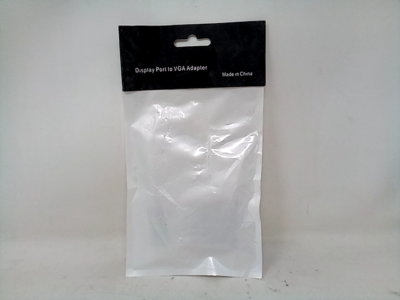 Display Port to VGA Adapter
Made in China